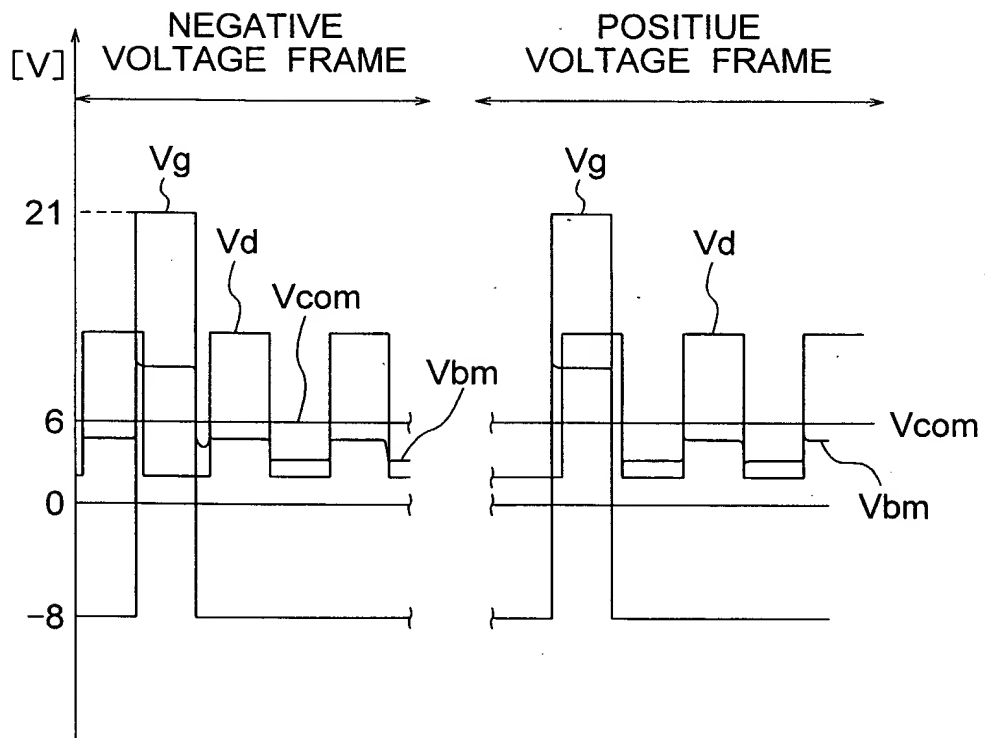 NEGATIVE
VOLTAGE FRAME
POSITIUE
VOLTAGE FRAME
[V]
Vg
Vg
21
Vd
Vd
Vcom
Vbm
6
Vcom
0
Vbm
−8